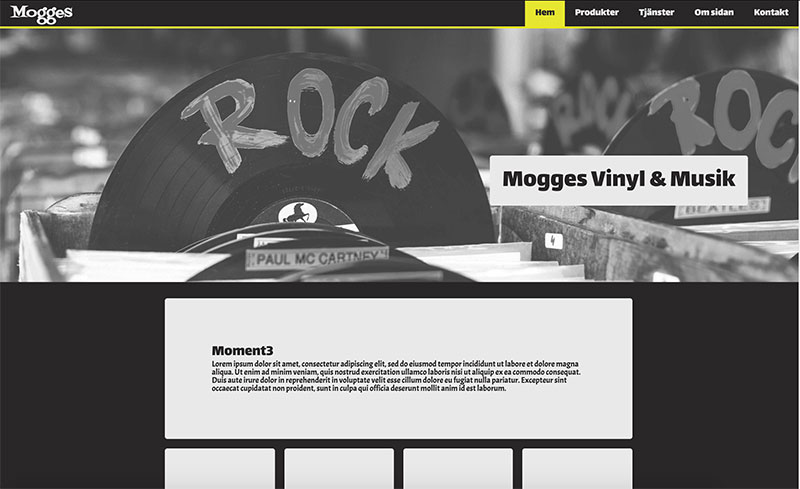 Mogges
Hem
Produkter
Tjänster
Om sidan
Kontakt
ROCK
ROC
Mogges Vinyl & Musik
BEATLES
4
PAUL MC CARTNEY
Moment3
Lorem ipsum dolor sit amet, consectetur adipiscing elit, sed do eiusmod tempor incididunt ut labore et dolore magna
aliqua. Ut enim ad minim veniam, quis nostrud exercitation ullamco laboris nisi ut aliquip ex ea commodo consequat.
Duis aute irure dolor in reprehenderit in voluptate velit esse cillum dolore eu fugiat nulla pariatur. Excepteur sint
occaecat cupidatat non proident, sunt in culpa qui officia deserunt mollit anim id est laborum.